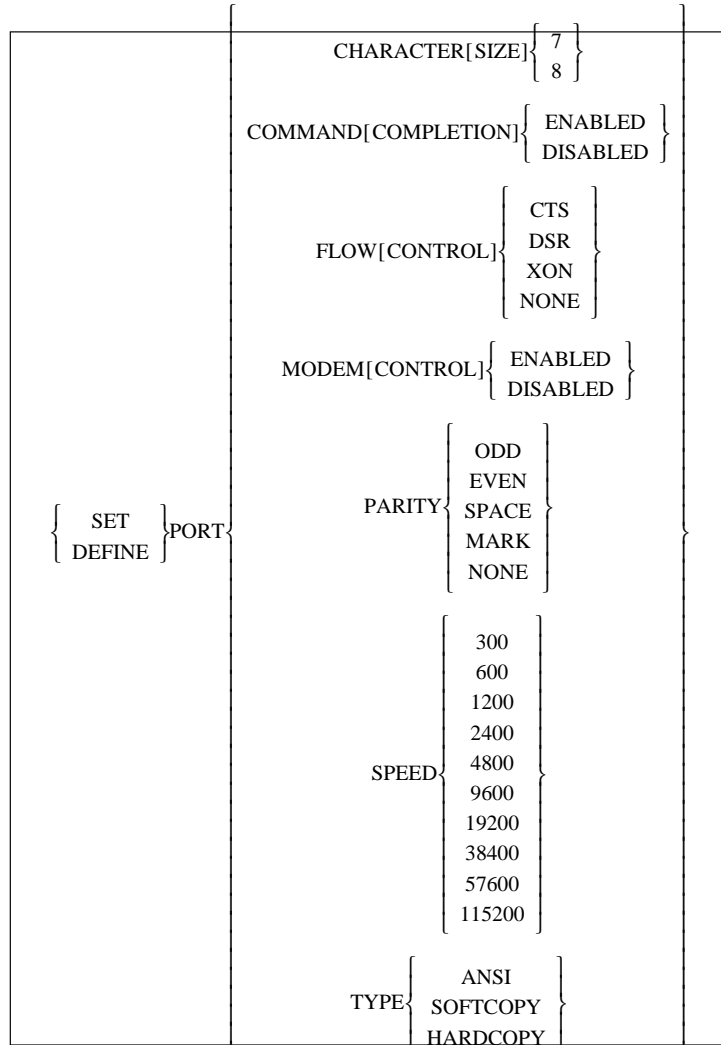 CHARACTER[SIZE]
7
8
COMMAND[COMPLETION]
ENABLED
DISABLED
FLOW[CONTROL]
CTS
DSR
XON
NONE
MODEM[CONTROL]
ENABLED
DISABLED
SET
DEFINE
PORT
PARITY
ODD
EVEN
SPACE
MARK
NONE
SPEED
300
600
1200
2400
4800
9600
19200
38400
57600
115200
TYPE
ANSI
SOFTCOPY
HARDCOPY